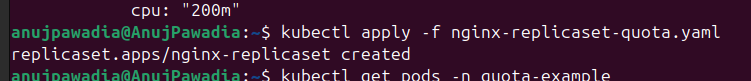 cpu: "200m"
anujpawadia@AnujPawadia:~$ kubectl apply -f nginx-replicaset-quota.yaml
replicaset.apps/nginx-replicaset created
anujpawadia@AnujPawadia:~$ kubectl get pods -n quota-example